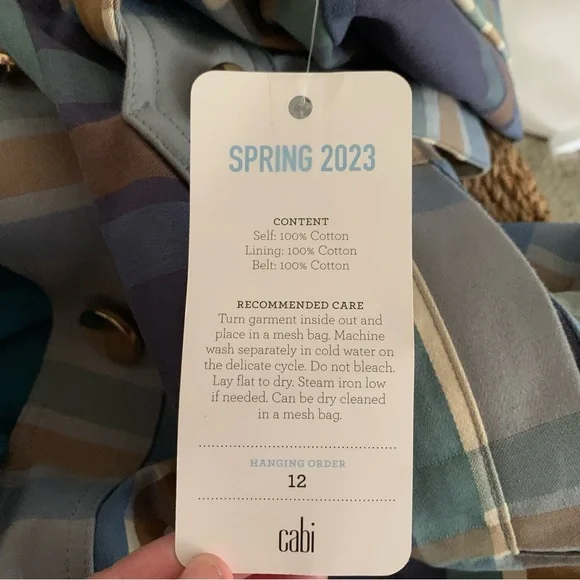 SPRING 2023
CONTENT
Self: 100% Cotton
Lining: 100% Cotton
Belt: 100% Cotton
RECOMMENDED CARE
Turn garment inside out and
place in a mesh bag. Machine
wash separately in cold water on
the delicate cycle. Do not bleach.
Lay flat to dry. Steam iron low
if needed. Can be dry cleaned
in a mesh bag.
HANGING ORDER
12
cabi